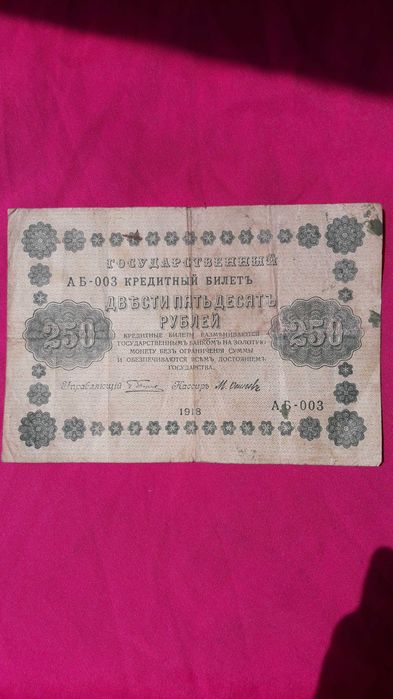 ГОСУДАРСТВЕННЫЙ
АБ-003 КРЕДИТНЫЙ БИЛЕТЪ
ДВѢСТИ ПЯТЬДЕСЯТЪ
РУБЛЕЙ
250
250
КРЕДИТНЫЕ БИЛЕТЫ РАЗМѢНИВАЮТСЯ
ГОСУДАРСТВЕННЫМЪ БАНКОМЪ НА ЗОЛОТУЮ
МОНЕТУ БЕЗЪ ОГРАНИЧЕНІЯ СУММЫ
И ОБЕЗПЕЧИВАЮТСЯ ВСѢМЪ ДОСТОЯНІЕМЪ
ГОСУДАРСТВА.
Управляющій
Кассиръ
АБ-003
1918